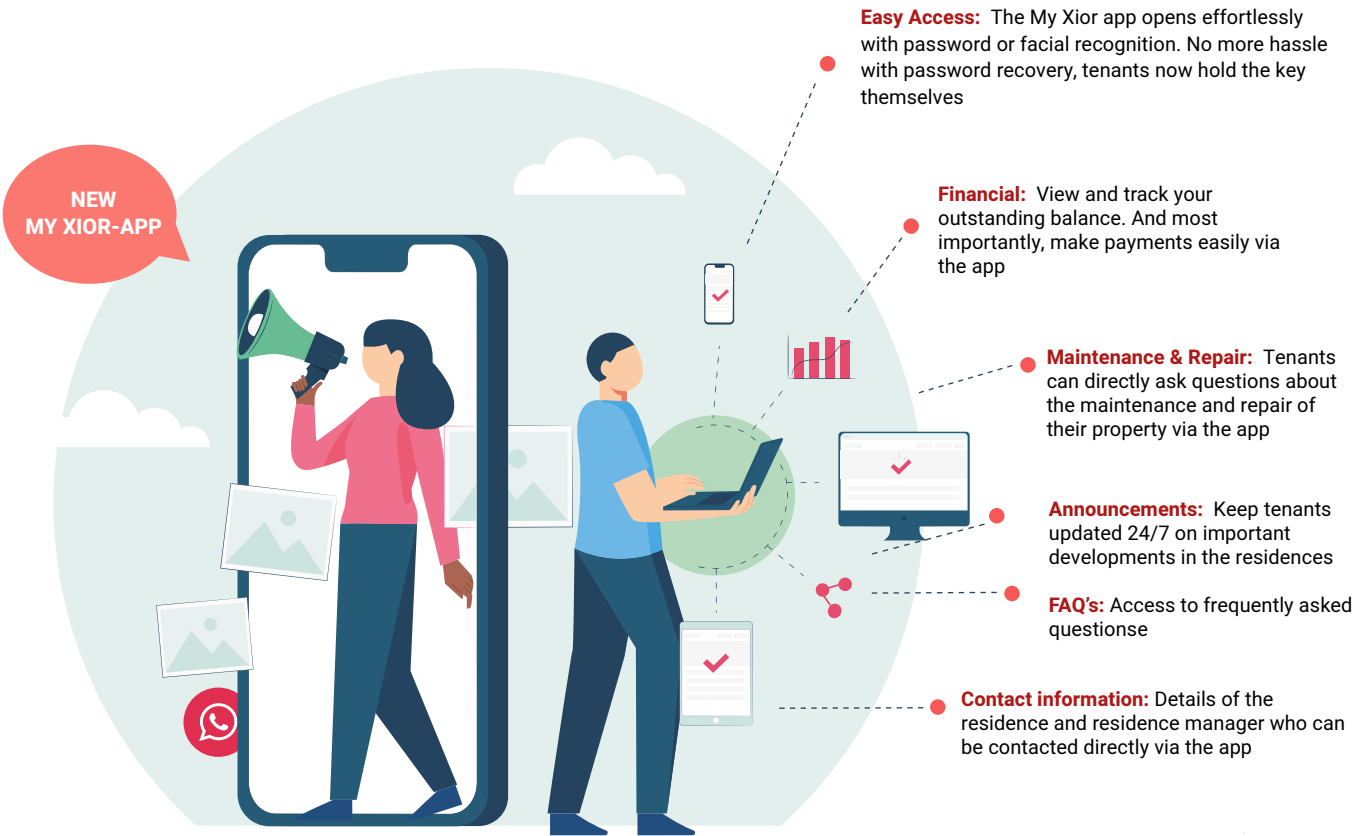 Easy Access: The My Xior app opens effortlessly
with password or facial recognition. No more hassle
with password recovery, tenants now hold the key
themselves
NEW
MY XIOR-APP
Financial: View and track your
outstanding balance. And most
importantly, make payments easily via
the app
Maintenance & Repair: Tenants
can directly ask questions about
the maintenance and repair of
their property via the app
Announcements: Keep tenants
updated 24/7 on important
developments in the residences
FAQ's: Access to frequently asked
questionse
Contact information: Details of the
residence and residence manager who can
be contacted directly via the app